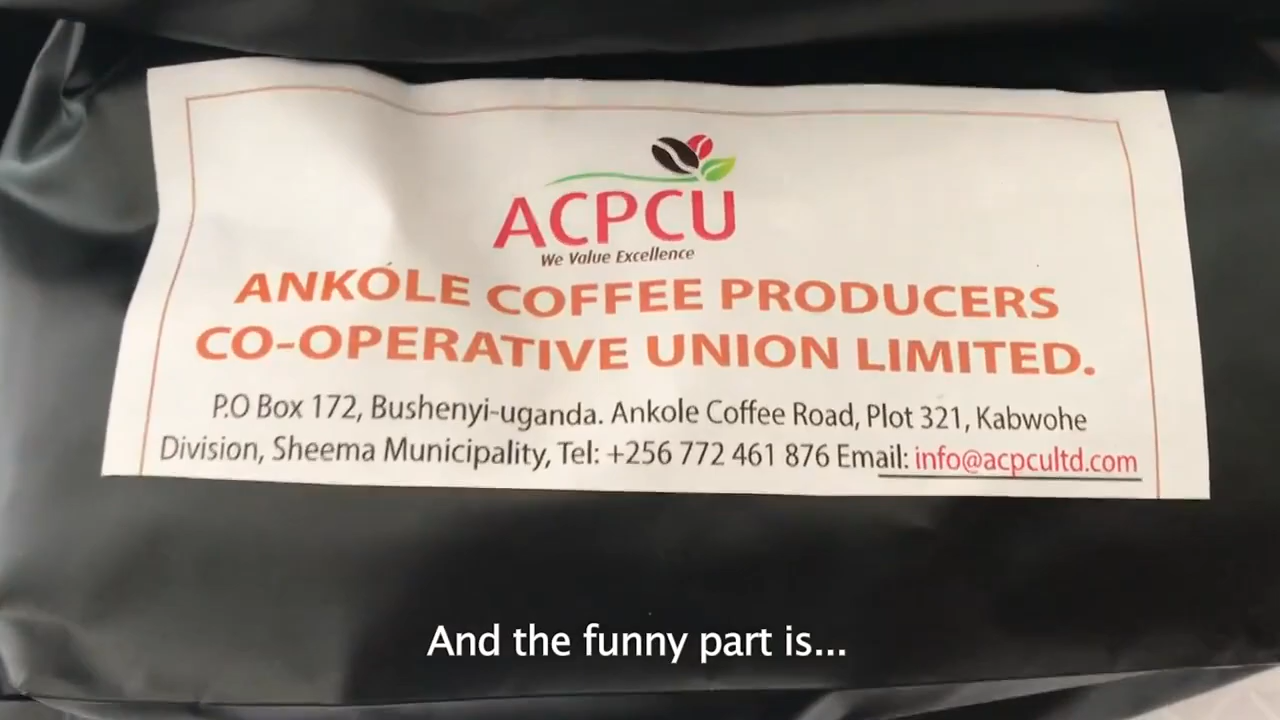 ACPCU
We Value Excellence
ANKOLE COFFEE PRODUCERS
CO-OPERATIVE UNION LIMITED.
P.O Box 172, Bushenyi-uganda. Ankole Coffee Road, Plot 321, Kabwohe
Division, Sheema Municipality, Tel: +256 772 461 876 Email: info@acpcultd.com
And the funny part is...